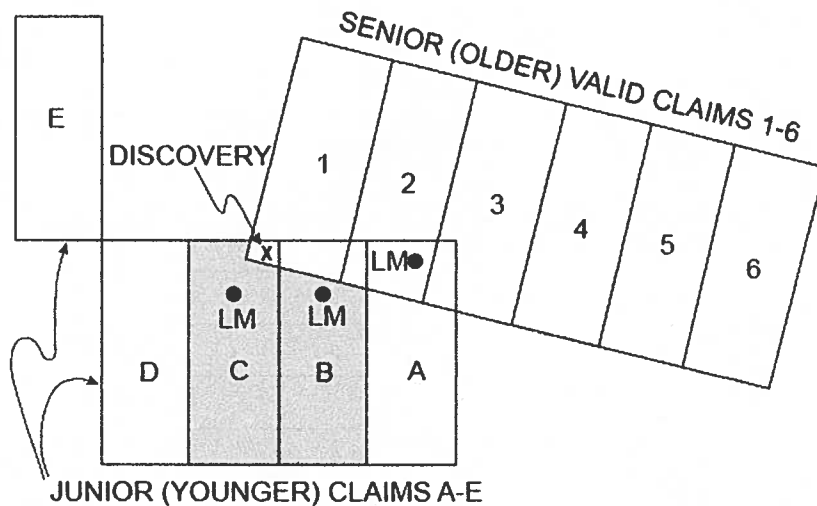 SENIOR (OLDER) VALID CLAIMS 1-6
E
DISCOVERY
1
2
3
4
5
6
X
LM
LM
LM
D
C
B
A
JUNIOR (YOUNGER) CLAIMS A-E